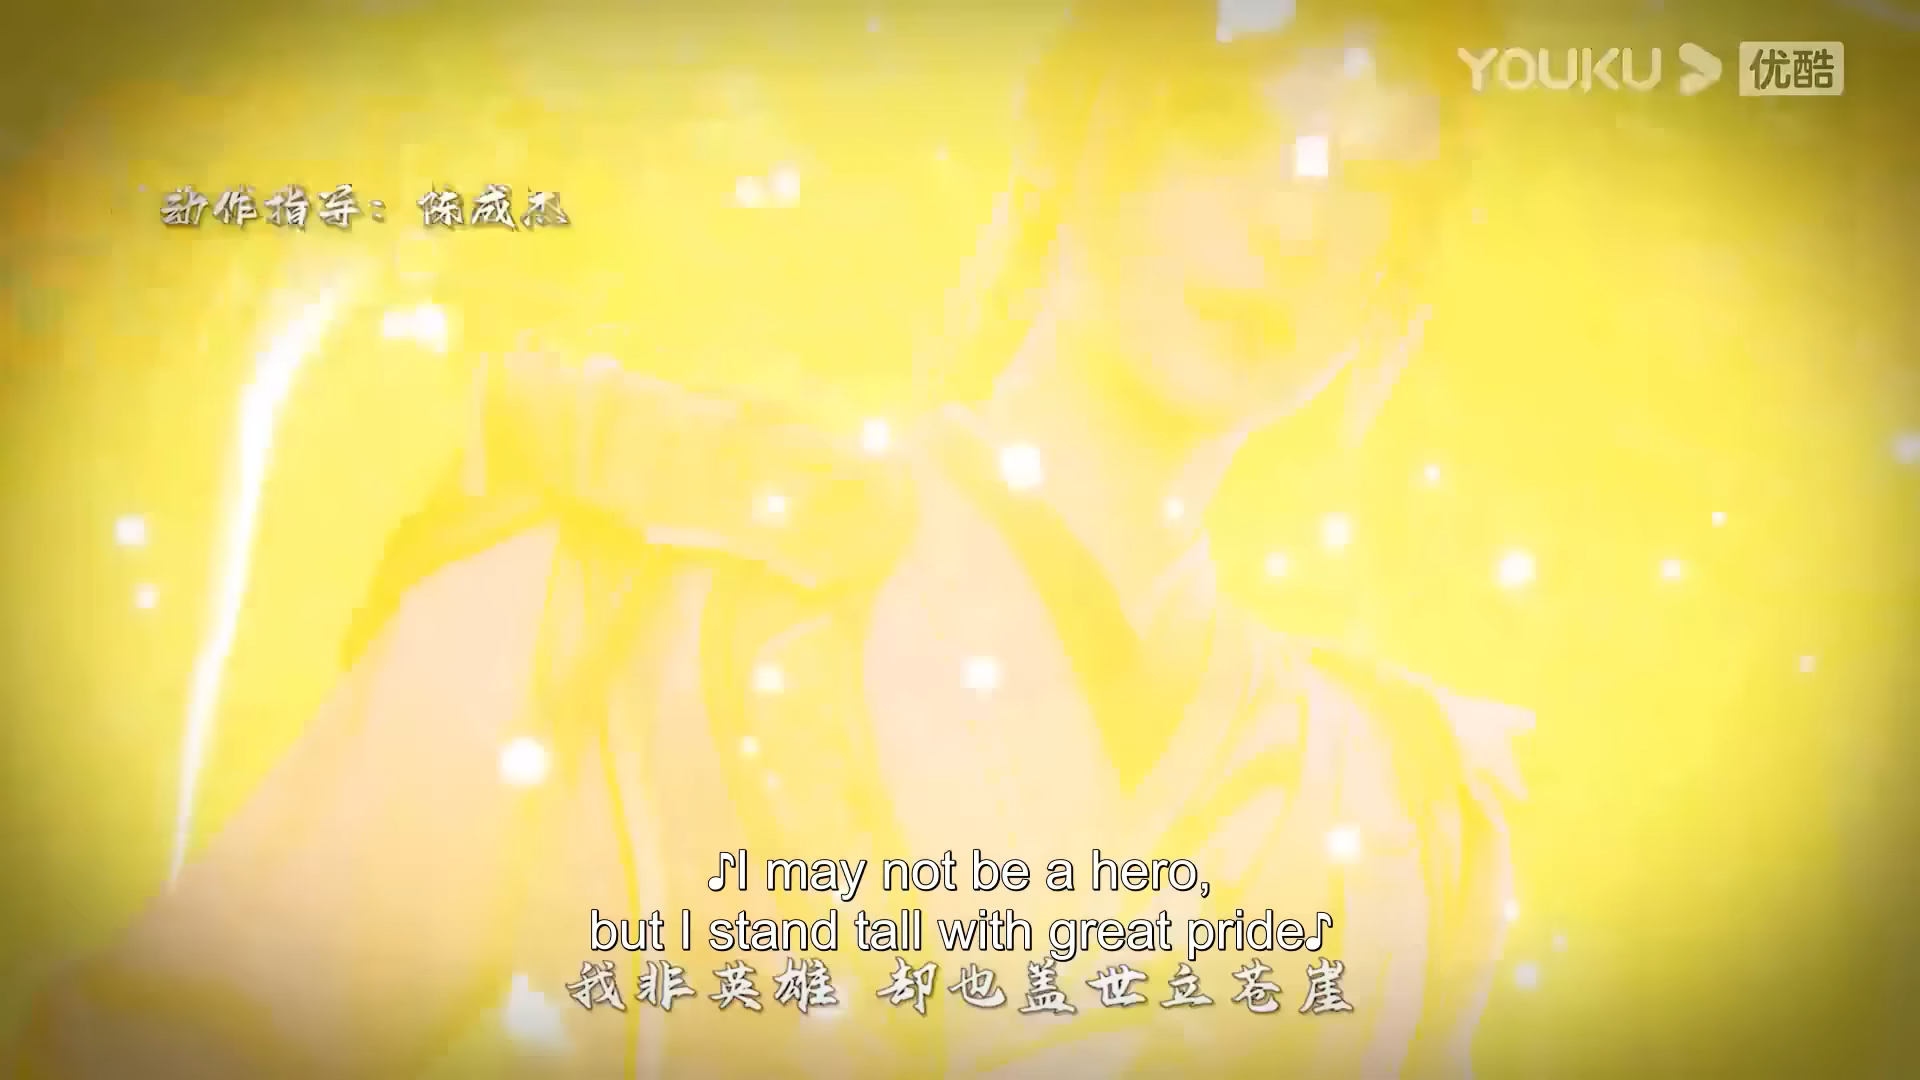 YOUKU 优酷
动作指导：陈成杰
♪I may not be a hero,
but I stand tall with great pride♪
我非英雄 却也盖世立苍崖